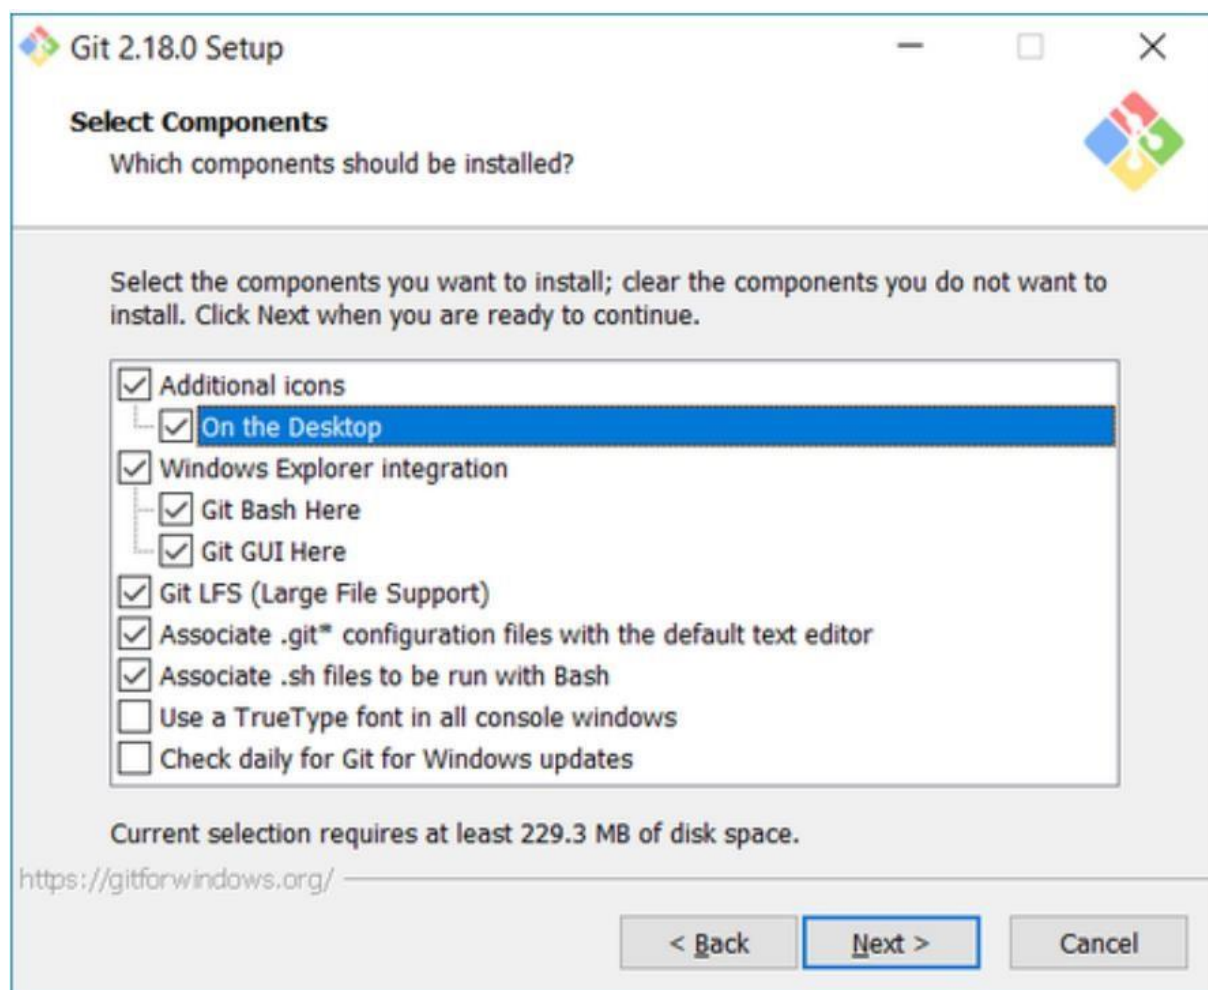 Git 2.18.0 Setup
Select Components
Which components should be installed?
Select the components you want to install; clear the components you do not want to
install. Click Next when you are ready to continue.
Additional icons
On the Desktop
Windows Explorer integration
Git Bash Here
Git GUI Here
Git LFS (Large File Support)
Associate .git* configuration files with the default text editor
Associate .sh files to be run with Bash
Use a TrueType font in all console windows
Check daily for Git for Windows updates
Current selection requires at least 229.3 MB of disk space.
https://gitforwindows.org/
< Back Next > Cancel